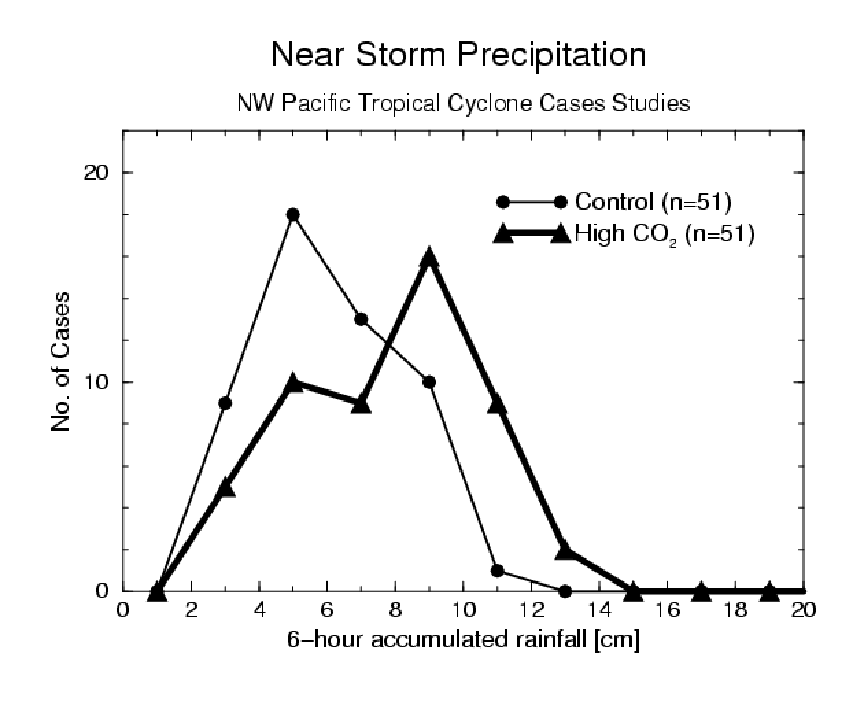 Near Storm Precipitation
NW Pacific Tropical Cyclone Cases Studies
20
10
0
No. of Cases
Control (n=51)
High CO₂ (n=51)
0 2 4 6 8 10 12 14 16 18 20
6-hour accumulated rainfall [cm]